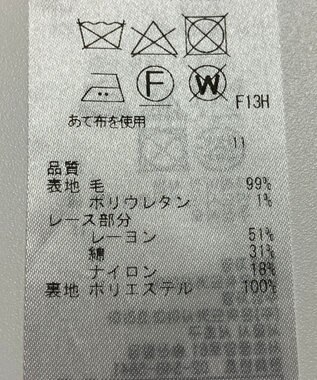 F W F13H
あて布を使用
11
品質
表地 毛 99%
ポリウレタン 1%
レース部分
レーヨン 51%
綿 31%
ナイロン 18%
裏地 ポリエステル 100%